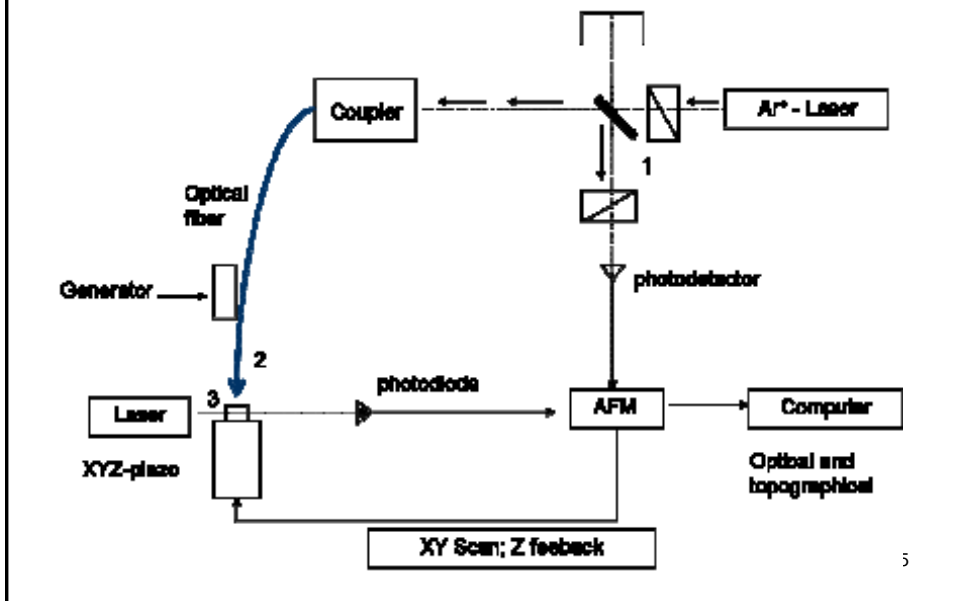 Coupler
Ar⁺ - Laser
1
Optical
fiber
Generator
photodetector
2
photodiode
3
Laser
AFM
Computer
XYZ-piezo
Optical and
topographical
XY Scan; Z feeback
5